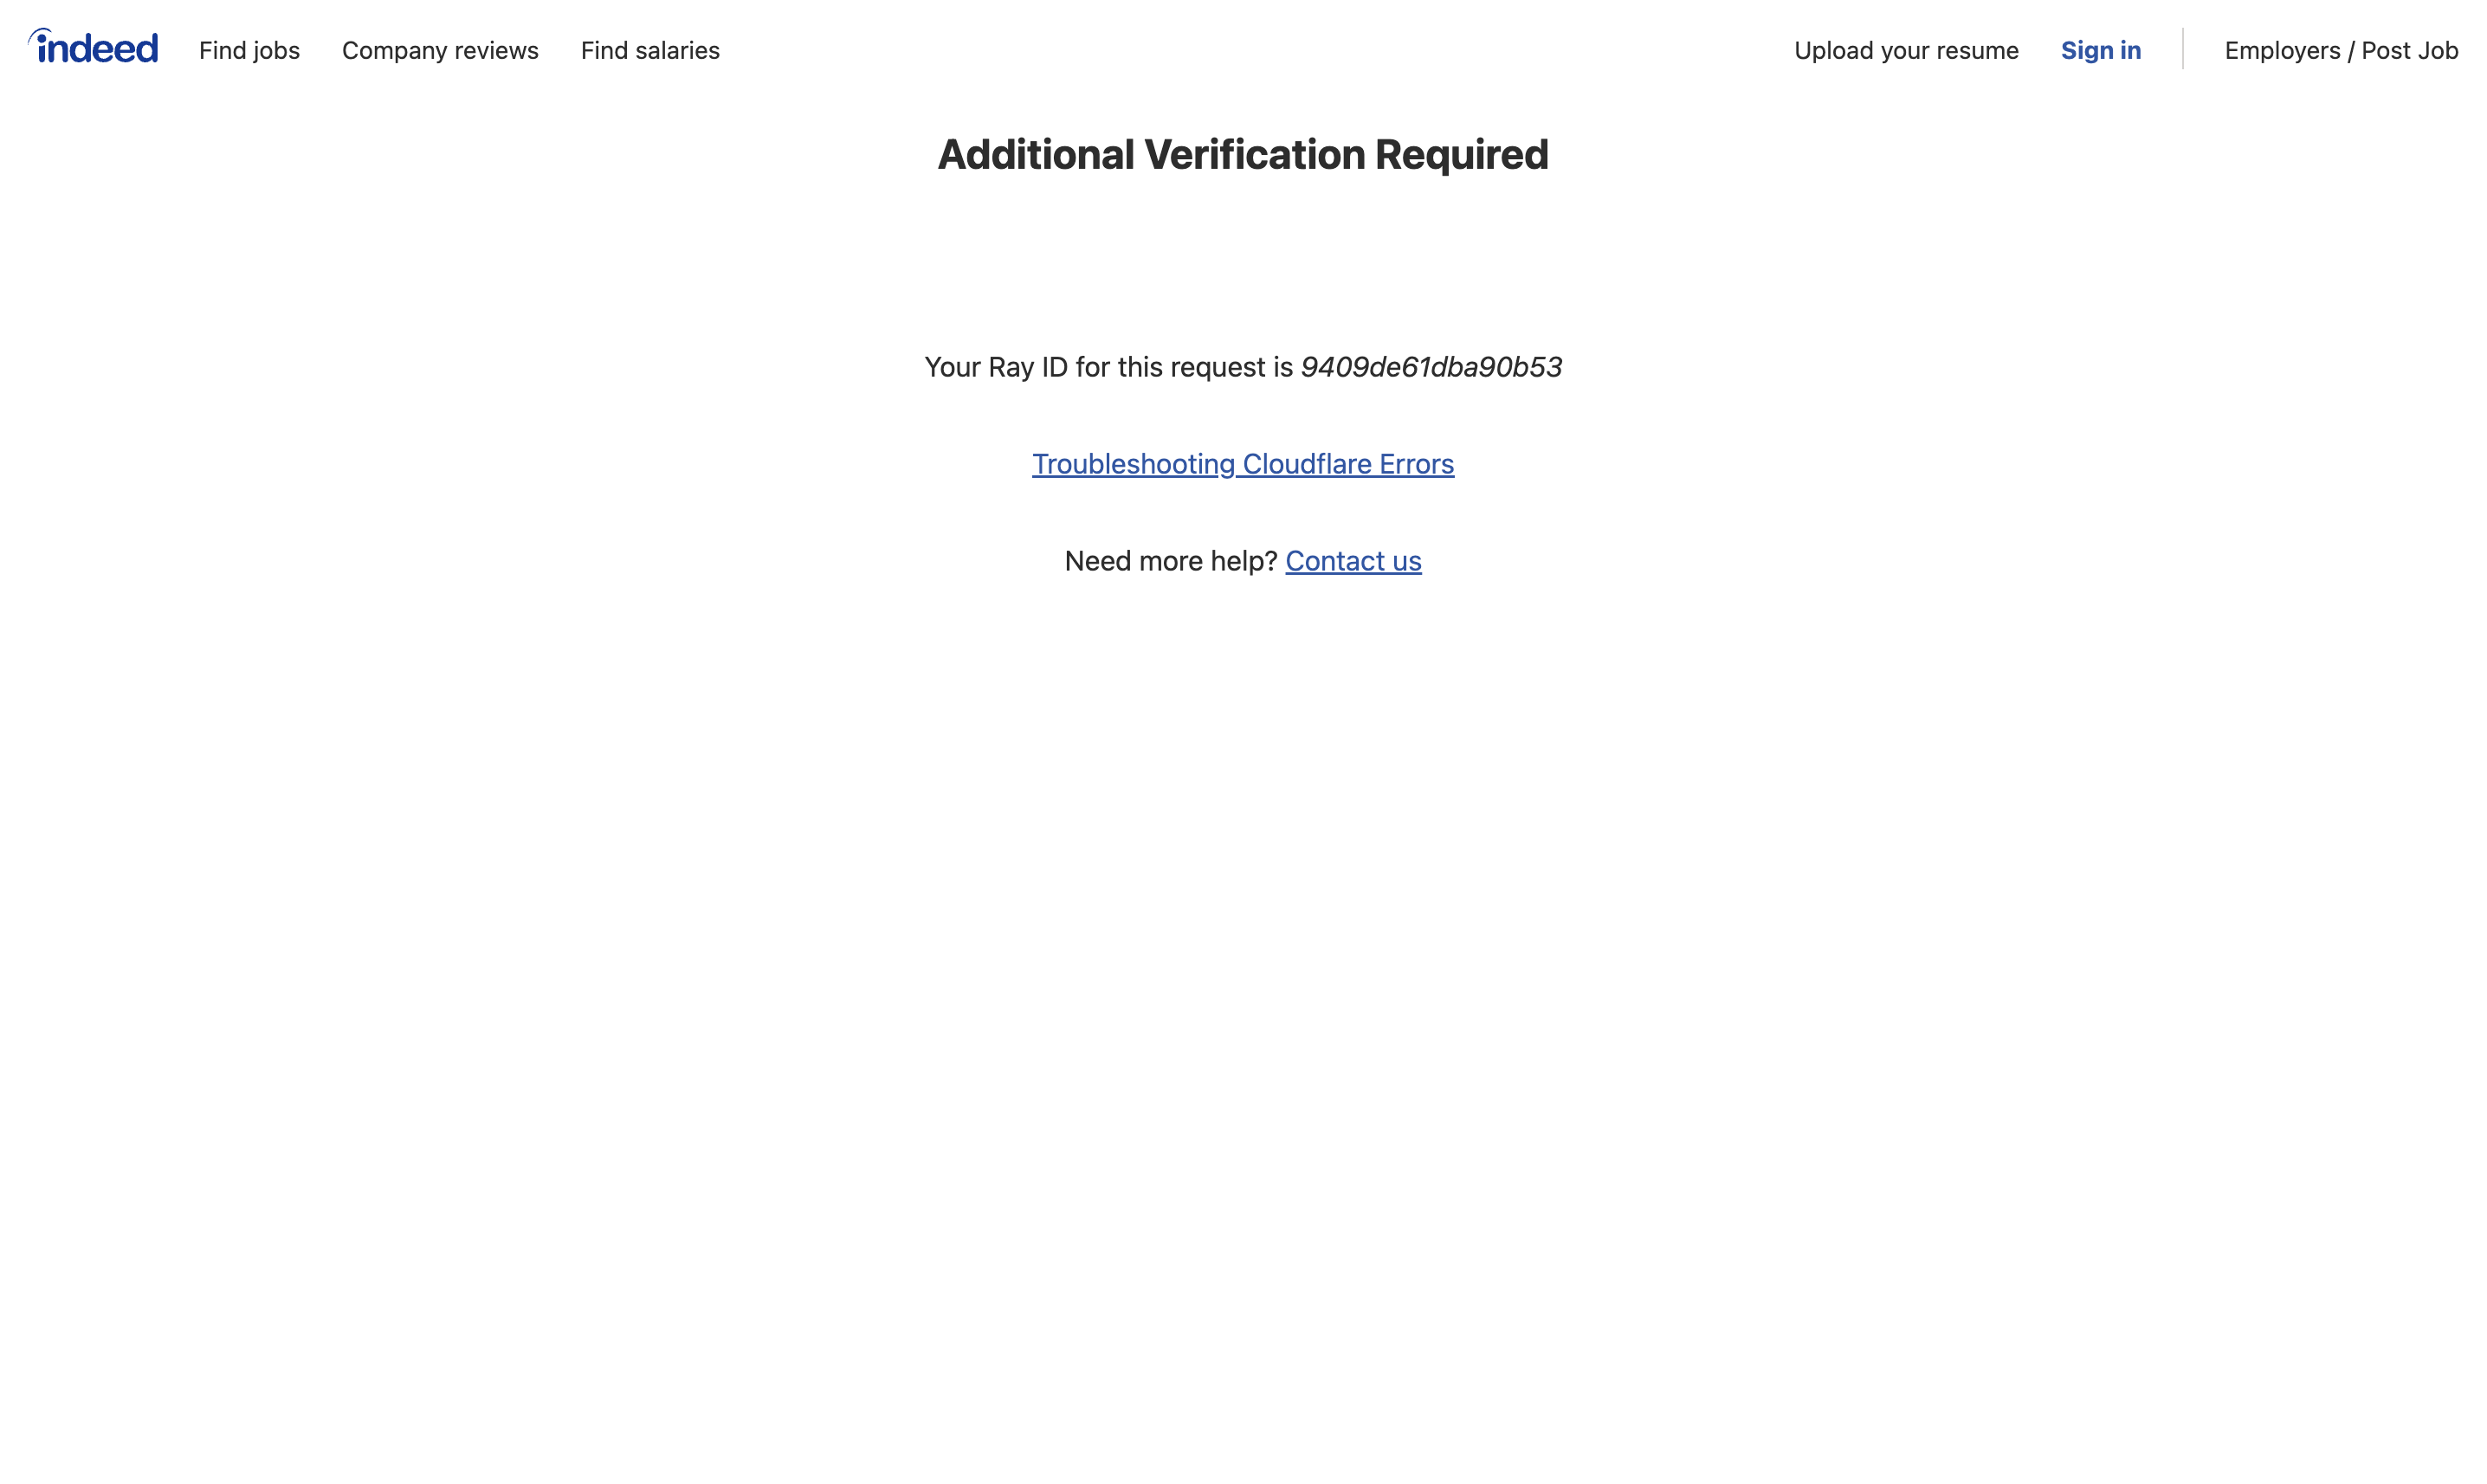 indeed
Find jobs
Company reviews
Find salaries
Upload your resume
Sign in
Employers / Post Job
Additional Verification Required
Your Ray ID for this request is 9409de61dba90b53
Troubleshooting Cloudflare Errors
Need more help? Contact us